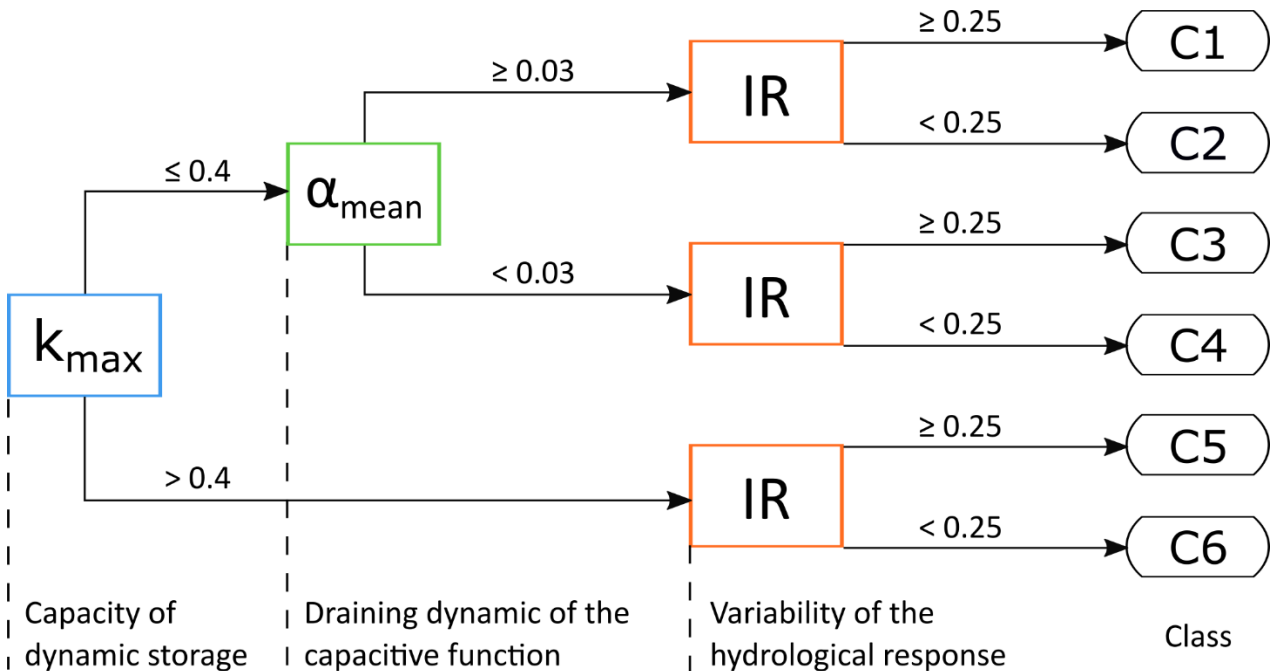 ≥ 0.25
C1
≥ 0.03
IR
< 0.25
C2
≤ 0.4
αmean
≥ 0.25
C3
< 0.03
IR
< 0.25
C4
kmax
≥ 0.25
C5
> 0.4
IR
< 0.25
C6
Capacity of
dynamic storage
Draining dynamic of the
capacitive function
Variability of the
hydrological response
Class